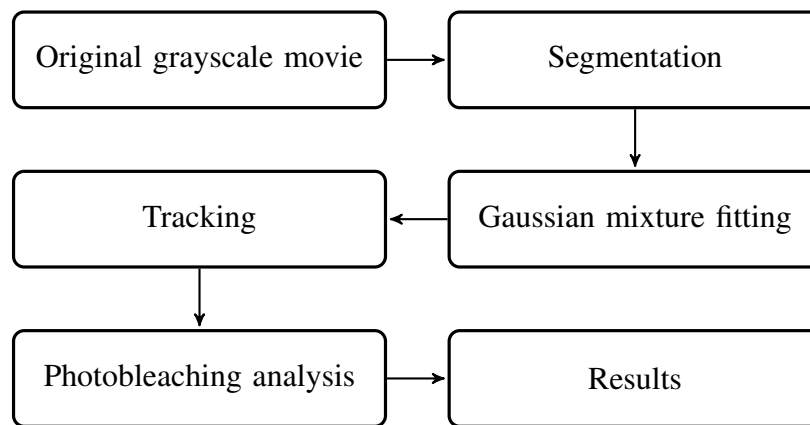 Original grayscale movie
Segmentation
Tracking
Gaussian mixture fitting
Photobleaching analysis
Results